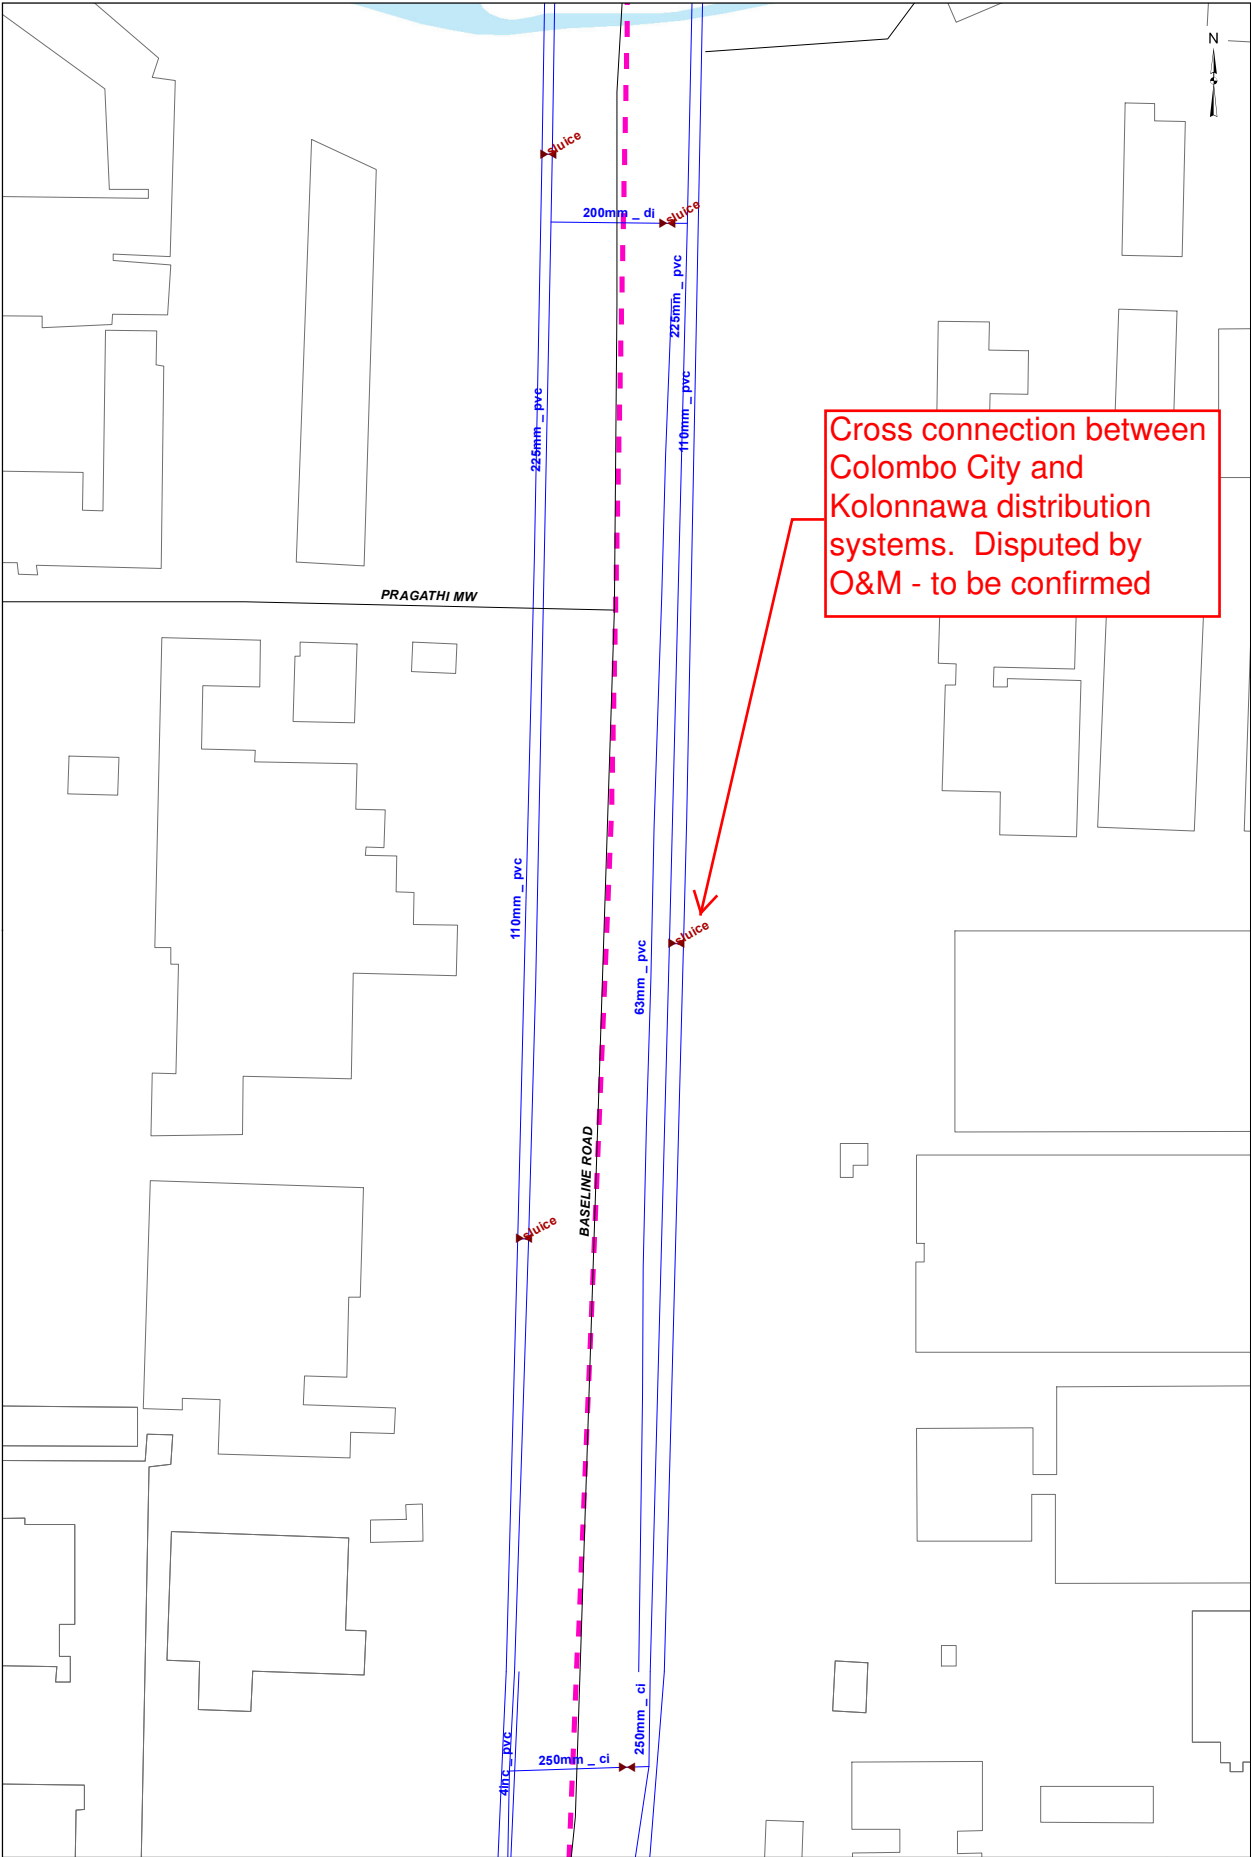 N
sluice
200mm _ di
sluice
225mm _ pvc
110mm _ pvc
225mm _ pvc
Cross connection between
Colombo City and
Kolonnawa distribution
systems.  Disputed by
O&M - to be confirmed
PRAGATHI MW
110mm _ pvc
sluice
63mm _ pvc
BASELINE ROAD
sluice
250mm _ ci
4inc _ pvc
250mm _ ci